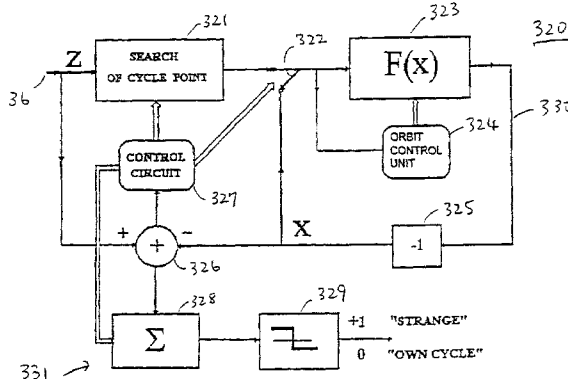 321
322
323
320
Z
SEARCH
OF CYCLE POINT
F(x)
36
324
ORBIT
CONTROL
UNIT
CONTROL
CIRCUIT
327
325
X
-1
+
+
-
326
328
329
Σ
+1 "STRANGE"
0 "OWN CYCLE"
331